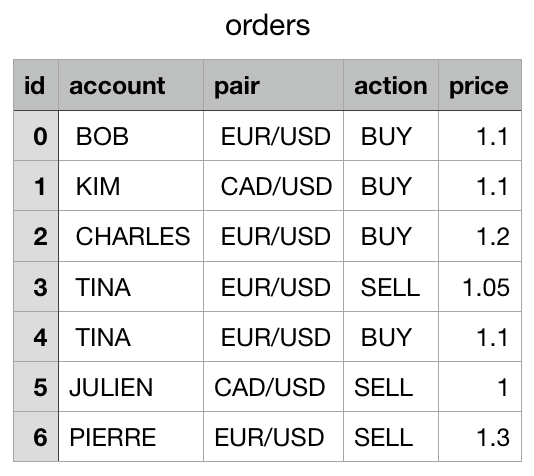 orders
id account pair action price
0 BOB EUR/USD BUY 1.1
1 KIM CAD/USD BUY 1.1
2 CHARLES EUR/USD BUY 1.2
3 TINA EUR/USD SELL 1.05
4 TINA EUR/USD BUY 1.1
5 JULIEN CAD/USD SELL 1
6 PIERRE EUR/USD SELL 1.3